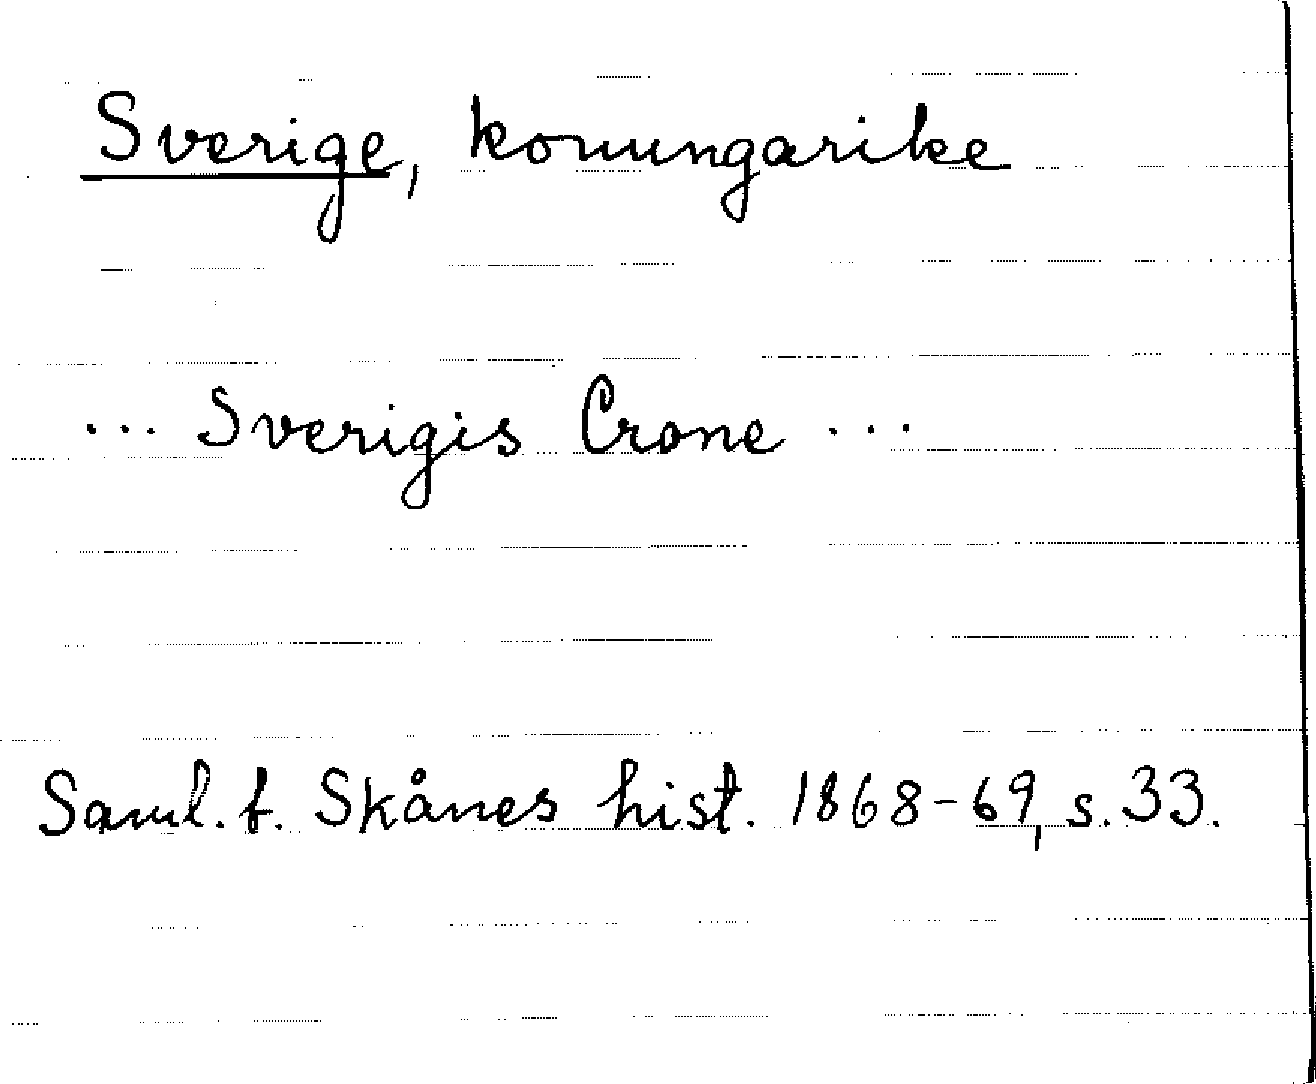 Sverige, konungarike
... Sverigis Crone ...
Saml. f. Skånes hist. 1868-69, s. 33.